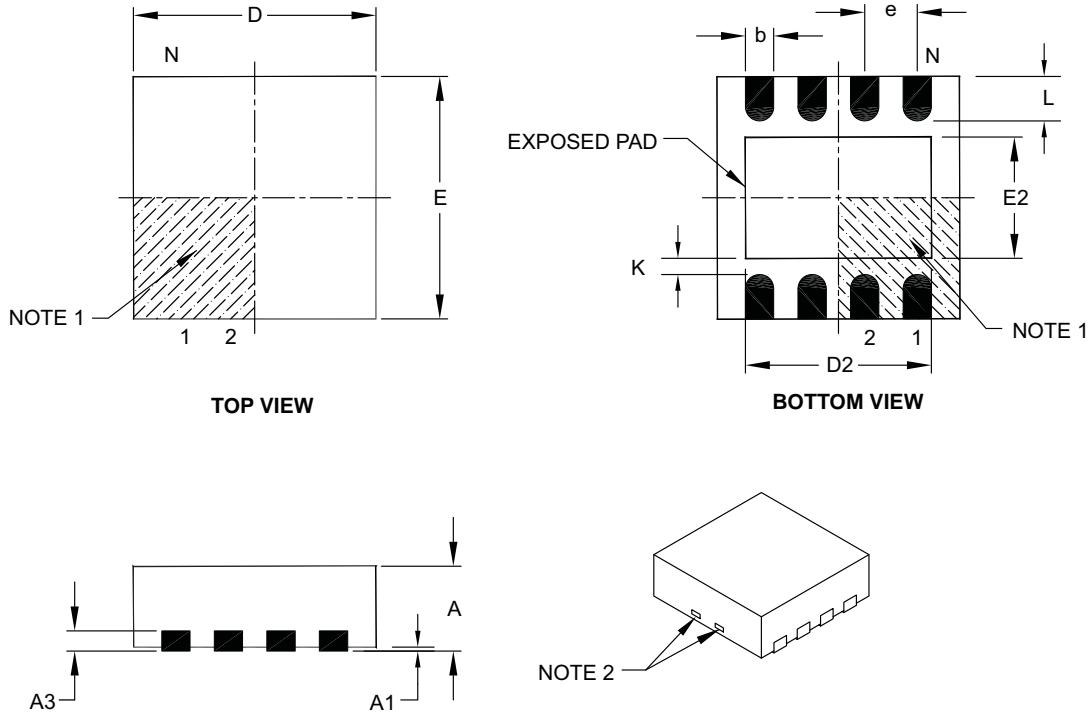 D
N
E
NOTE 1
1 2
TOP VIEW
b
e
N
L
EXPOSED PAD
E2
K
2 1
NOTE 1
D2
BOTTOM VIEW
A
A3
A1
NOTE 2